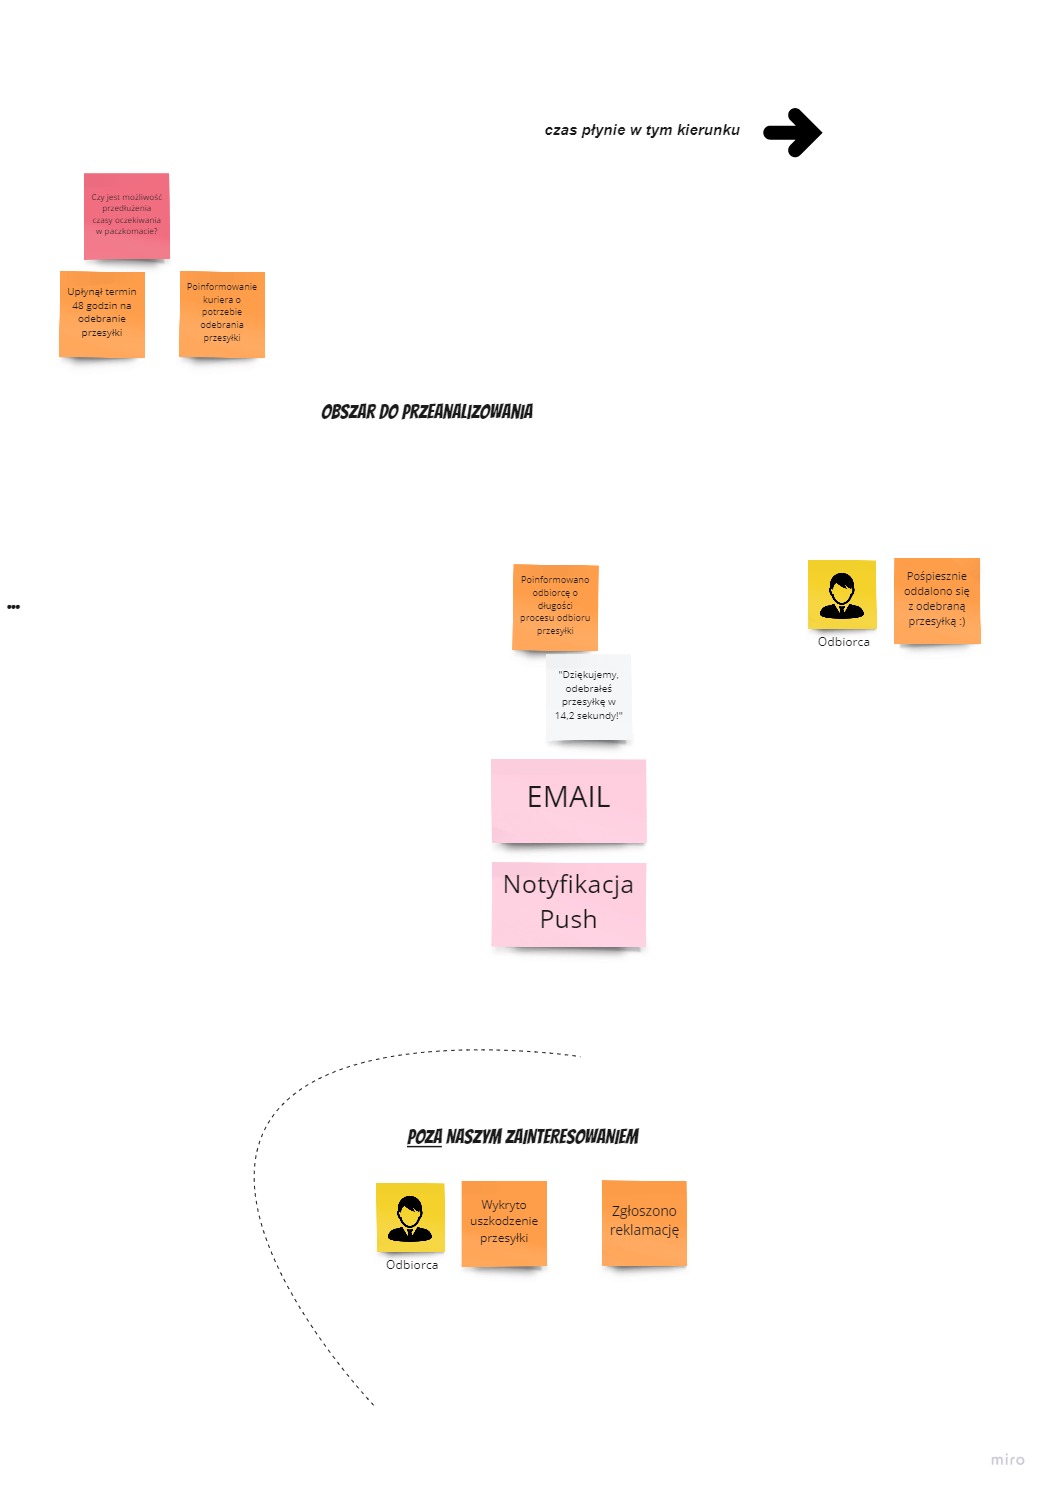 czas płynie w tym kierunku
Czy jest możliwość
przedłużenia
czasy oczekiwania
w paczkomacie?
Upłynął termin
48 godzin na
odebranie
przesyłki
Poinformowanie
kuriera o
potrzebie
odebrania
przesyłki
OBSZAR DO PRZEANALIZOWANIA
...
Poinformowano
odbiorcę o
długości
procesu odbioru
przesyłki
"Dziękujemy,
odebrałeś
przesyłkę w
14,2 sekundy!"
EMAIL
Notyfikacja
Push
Odbiorca
Pośpiesznie
oddalono się
z odebraną
przesyłką :)
POZA NASZYM ZAINTERESOWANIEM
Odbiorca
Wykryto
uszkodzenie
przesyłki
Zgłoszono
reklamację
miro